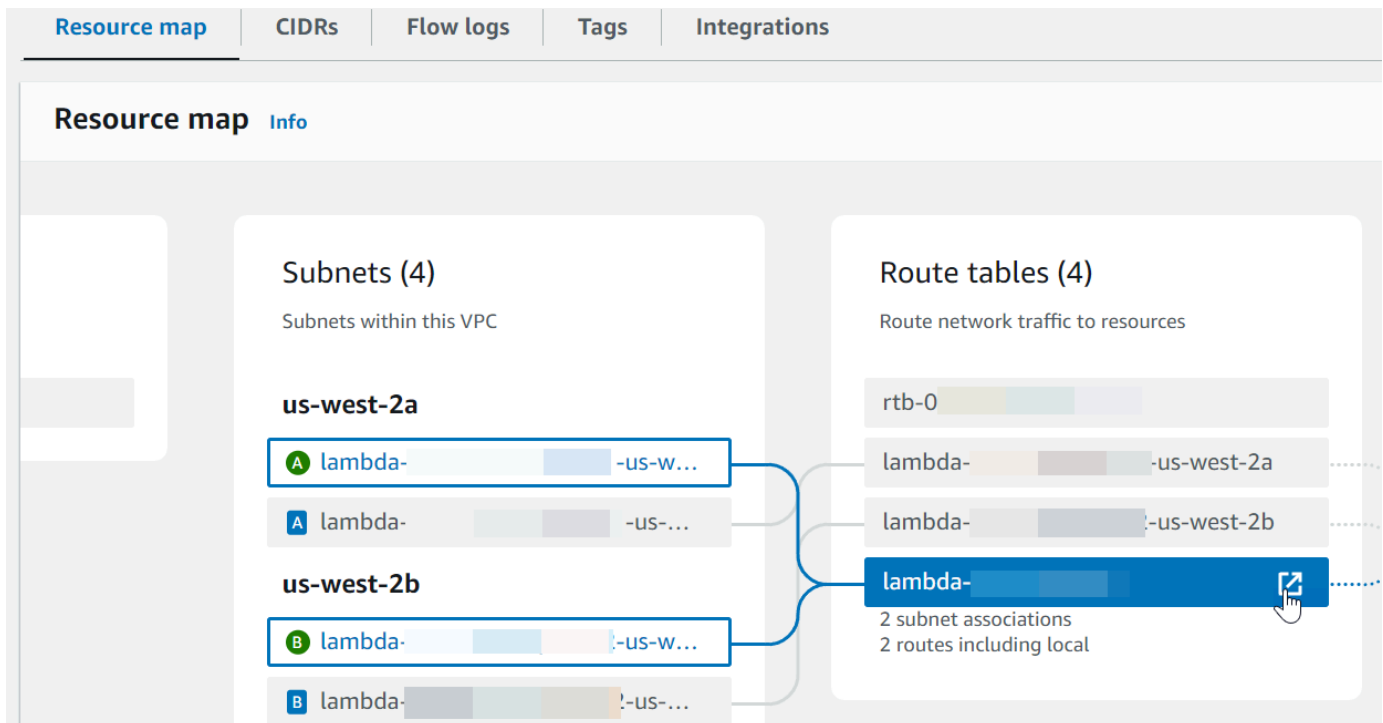 Resource map CIDRs Flow logs Tags Integrations
Resource map Info
Subnets (4)
Subnets within this VPC
us-west-2a
A lambda- -us-w...
A lambda- -us-...
us-west-2b
B lambda- -us-w...
B lambda- -us-...
Route tables (4)
Route network traffic to resources
rtb-0
lambda- -us-west-2a
lambda- -us-west-2b
lambda-
2 subnet associations
2 routes including local